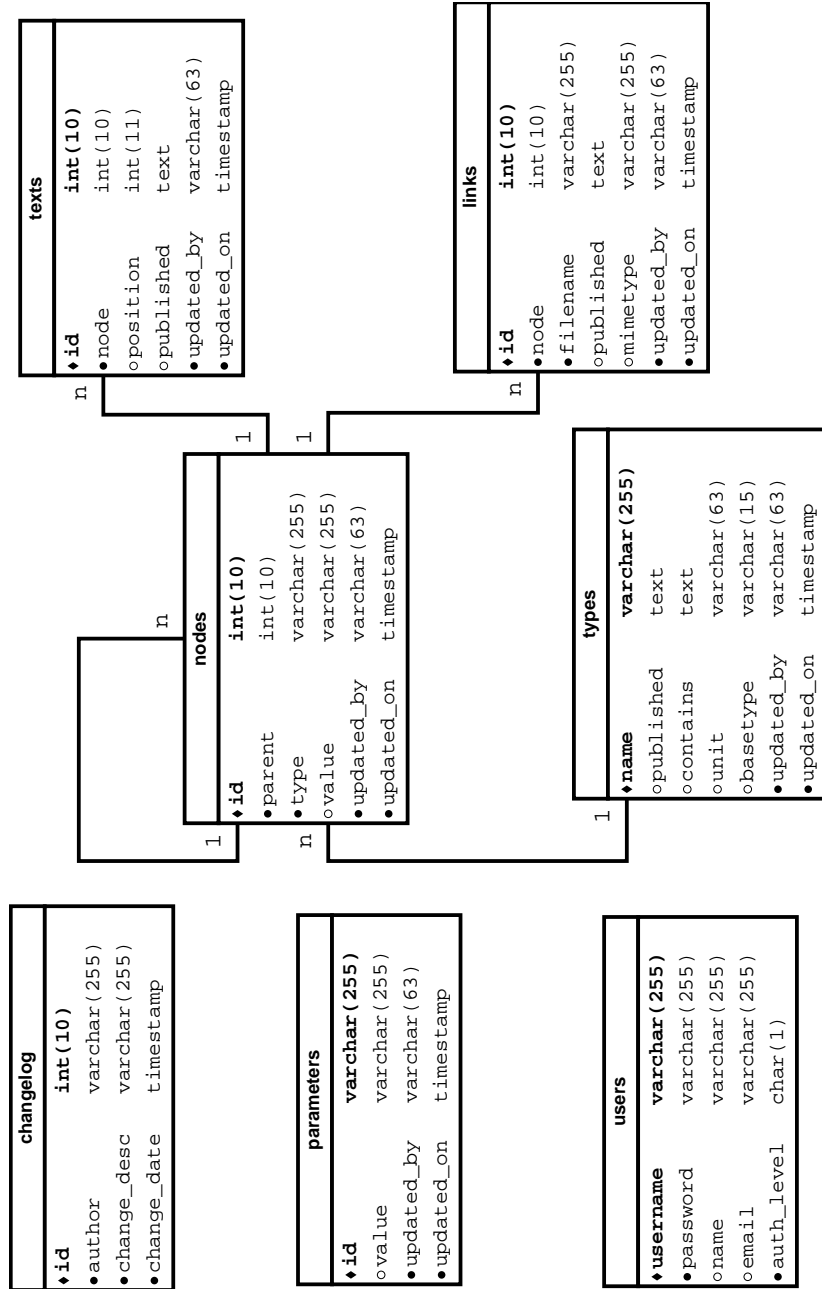 changelog
♦id int(10)
●author varchar(255)
●change_desc varchar(255)
●change_date timestamp
n
nodes
1
♦id int(10)
1
●parent int(10)
●type varchar(255)
○value varchar(255)
n
1
●updated_by varchar(63)
●updated_on timestamp
texts
n
♦id int(10)
●node int(10)
○position int(11)
○published text
●updated_by varchar(63)
●updated_on timestamp
parameters
♦id varchar(255)
○value varchar(255)
●updated_by varchar(63)
●updated_on timestamp
links
n
♦id int(10)
●node int(10)
●filename varchar(255)
○published text
○mimetype varchar(255)
●updated_by varchar(63)
●updated_on timestamp
users
♦username varchar(255)
●password varchar(255)
○name varchar(255)
○email varchar(255)
●auth_level char(1)
types
1
♦name varchar(255)
○published text
○contains text
○unit varchar(63)
○basetype varchar(15)
●updated_by varchar(63)
●updated_on timestamp